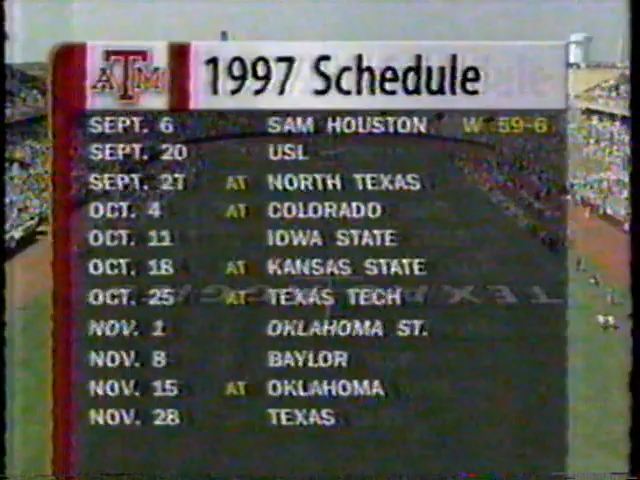 ATM 1997 Schedule
SEPT. 6 SAM HOUSTON W 59-6
SEPT. 20 USL
SEPT. 27 AT NORTH TEXAS
OCT. 4 AT COLORADO
OCT. 11 IOWA STATE
OCT. 18 AT KANSAS STATE
OCT. 25 AT TEXAS TECH
NOV. 1 OKLAHOMA ST.
NOV. 8 BAYLOR
NOV. 15 AT OKLAHOMA
NOV. 28 TEXAS